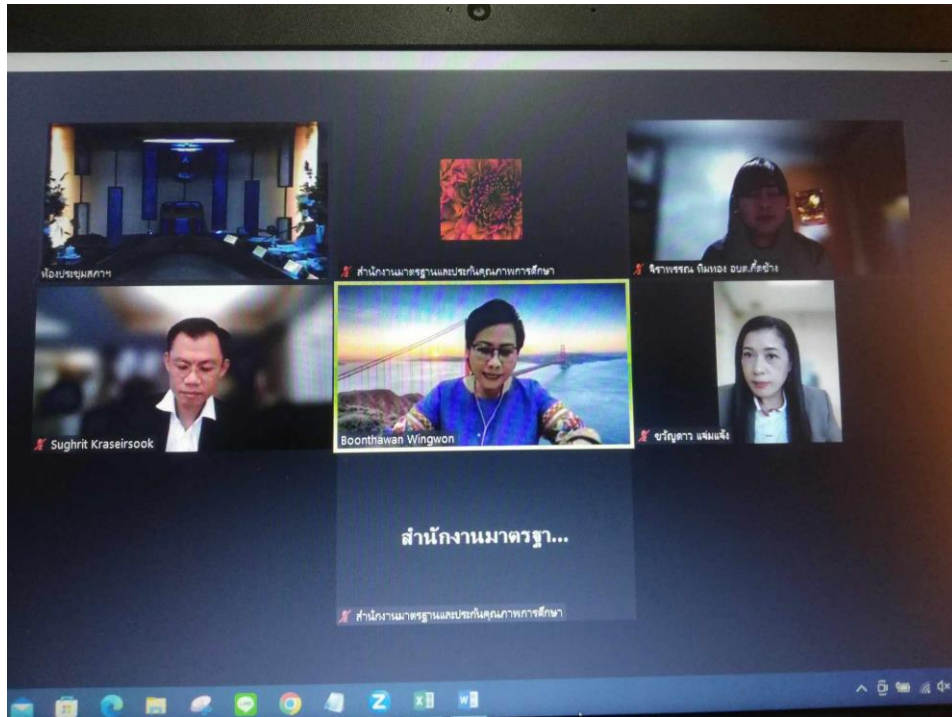 ห้องประชุมสภาฯ
สำนักงานมาตรฐานและประกันคุณภาพการศึกษา
จิราพรรณ ทิมทอง อบต.กื้ดช้าง
Sughrit Kraseirsook
Boonthawan Wingwon
ขวัญดาว แจ่มแจ้ง
สำนักงานมาตรฐา...
สำนักงานมาตรฐานและประกันคุณภาพการศึกษา